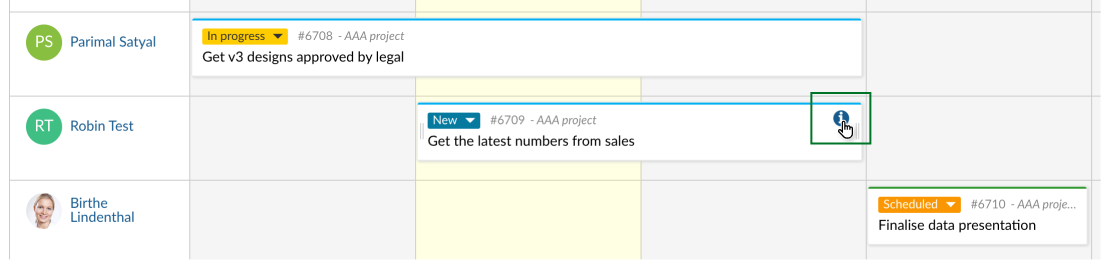 PS Parimal Satyal
In progress #6708 - AAA project
Get v3 designs approved by legal
RT Robin Test
New #6709 - AAA project
Get the latest numbers from sales
Birthe
Lindenthal
Scheduled #6710 - AAA proje...
Finalise data presentation